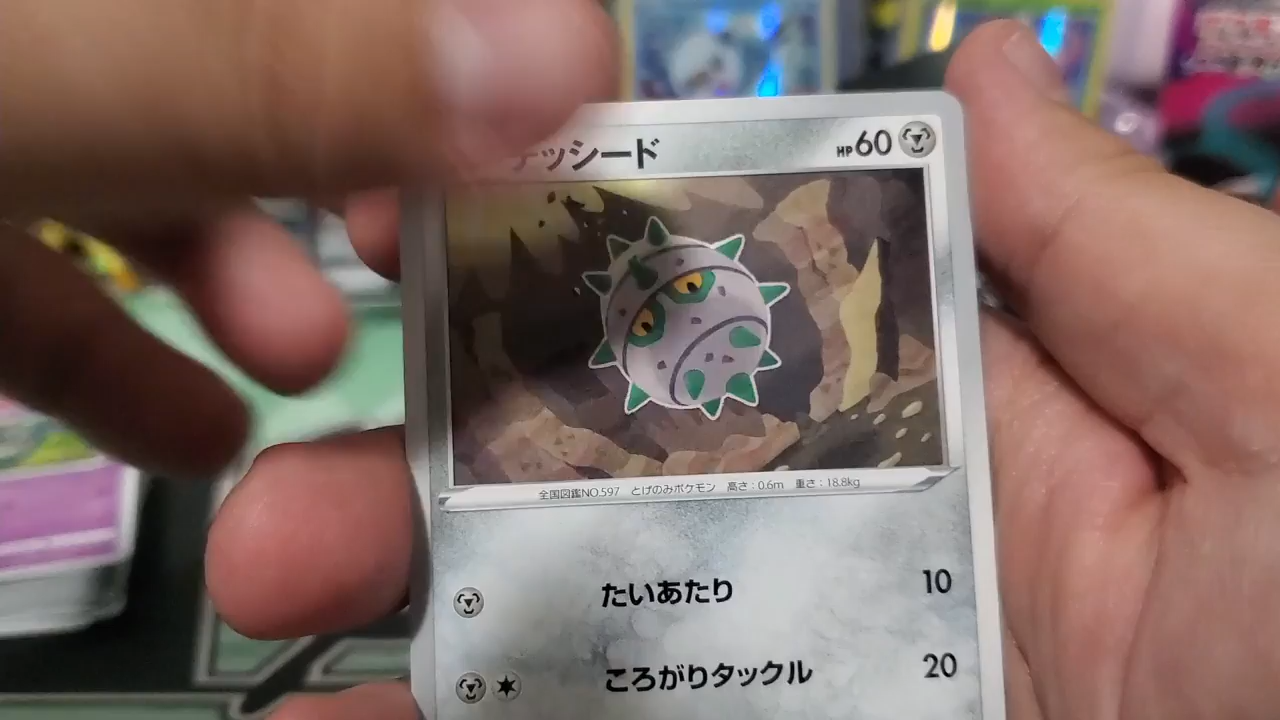 テッシード
HP60
全国図鑑NO.597 とげのみポケモン 高さ:0.6m 重さ:18.8kg
たいあたり 10
ころがりタックル 20